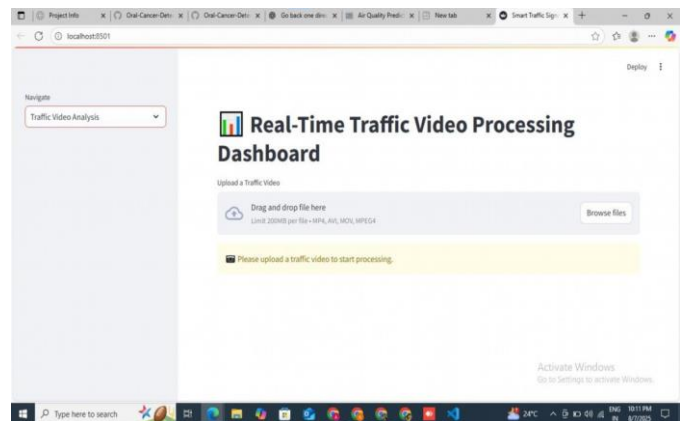 Project Info
Oral-Cancer-Dete
Oral-Cancer-Dete
Go back one dire
Air Quality Predic
New tab
Smart Traffic Sign
localhost:8501
Deploy
Navigate
Traffic Video Analysis
Real-Time Traffic Video Processing
Dashboard
Upload a Traffic Video
Drag and drop file here
Limit 200MB per file • MP4, AVI, MOV, MPEG4
Browse files
Please upload a traffic video to start processing.
Activate Windows
Go to Settings to activate Windows.
Type here to search
24°C
ENG
IN
10:11 PM
8/7/2025